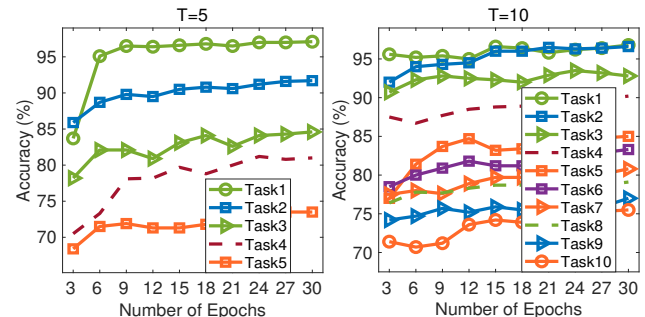 T=5
T=10
Accuracy (%)
95
90
85
80
75
70
3 6 9 12 15 18 21 24 27 30
Number of Epochs
Task1
Task2
Task3
Task4
Task5
Accuracy (%)
95
90
85
80
75
70
3 6 9 12 15 18 21 24 27 30
Number of Epochs
Task1
Task2
Task3
Task4
Task5
Task6
Task7
Task8
Task9
Task10